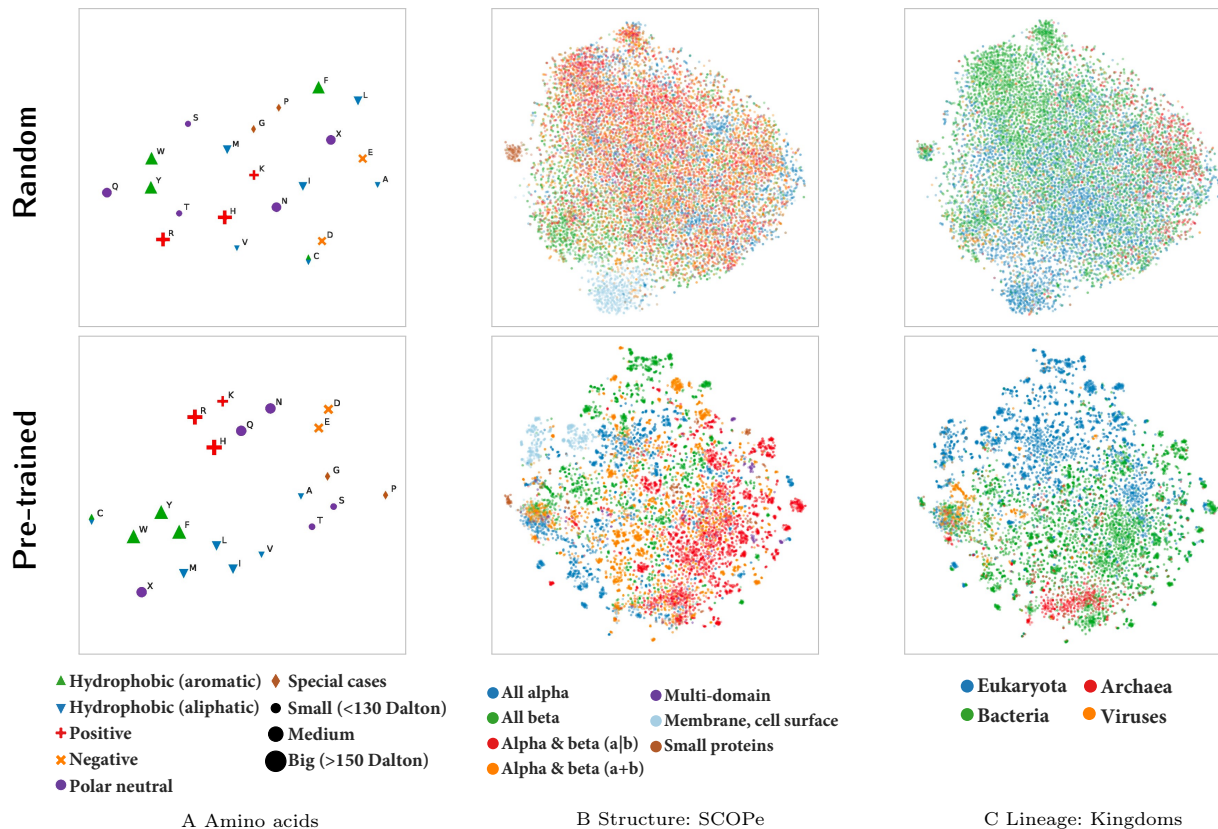 Random
F
L
P
S
G
X
M
W
E
K
Y
I
A
Q
T
N
H
R
D
V
C
Pre-trained
K
R
N
D
Q
E
H
G
A
P
S
Y
C
T
W
F
L
V
M
I
X
Hydrophobic (aromatic)
Hydrophobic (aliphatic)
Positive
Negative
Polar neutral
Special cases
Small (<130 Dalton)
Medium
Big (>150 Dalton)
All alpha
All beta
Alpha & beta (a|b)
Alpha & beta (a+b)
Multi-domain
Membrane, cell surface
Small proteins
Eukaryota
Bacteria
Archaea
Viruses
A Amino acids
B Structure: SCOPe
C Lineage: Kingdoms